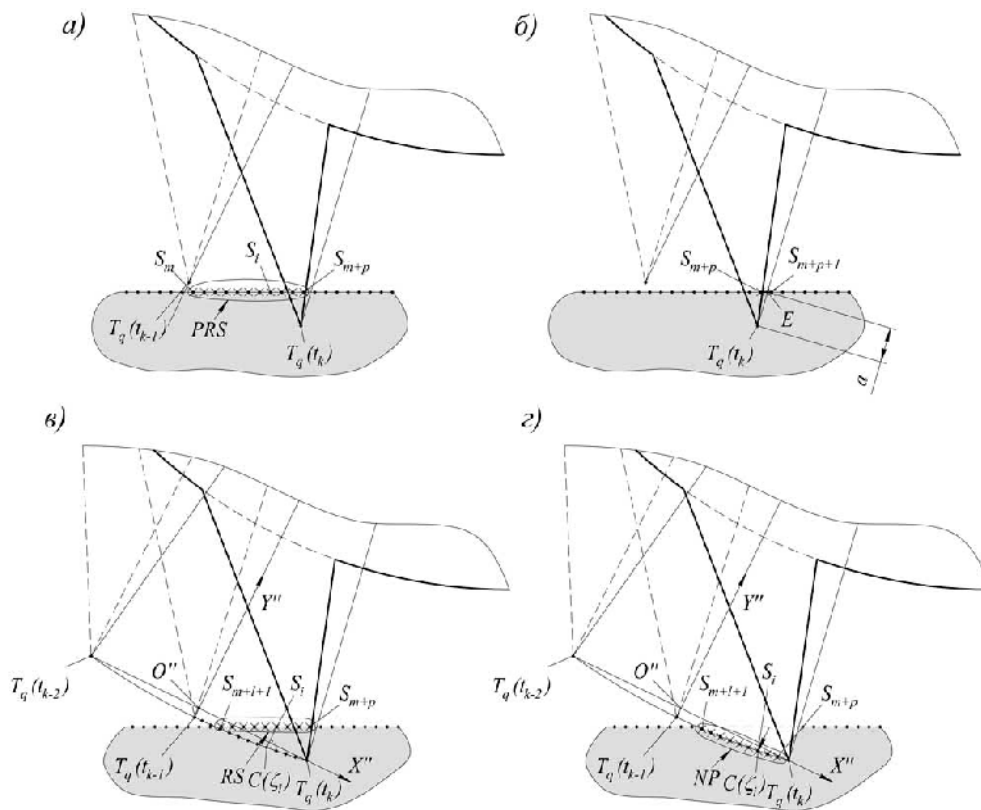 а)
S_m
S_i
S_{m+p}
T_q(t_{k-1})
PRS
T_q(t_k)
б)
S_{m+p}
S_{m+p+1}
E
T_q(t_k)
a
в)
Y''
O''
T_q(t_{k-2})
S_{m+l+1}
S_i
S_{m+p}
T_q(t_{k-1})
RS
C(ζ_i)
T_q(t_k)
X''
г)
Y''
O''
T_q(t_{k-2})
S_{m+l+1}
S_i
S_{m+p}
T_q(t_{k-1})
NP
C(ζ_i)
T_q(t_k)
X''